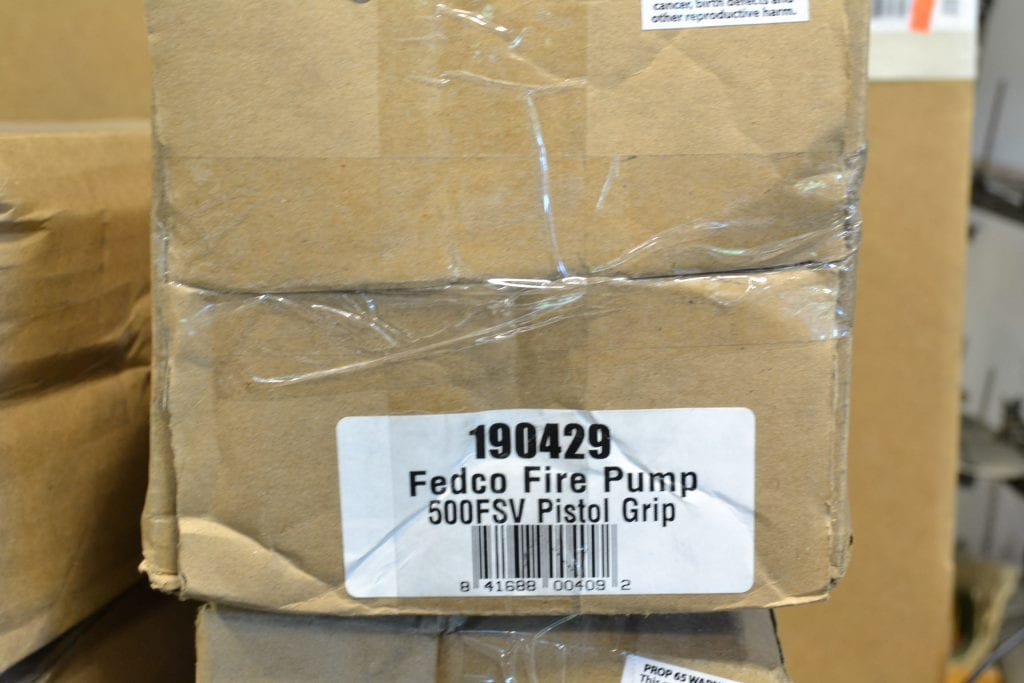 cancer, birth defects and
other reproductive harm.
190429
Fedco Fire Pump
500FSV Pistol Grip
8 41688 00409 2
PROP 65
This